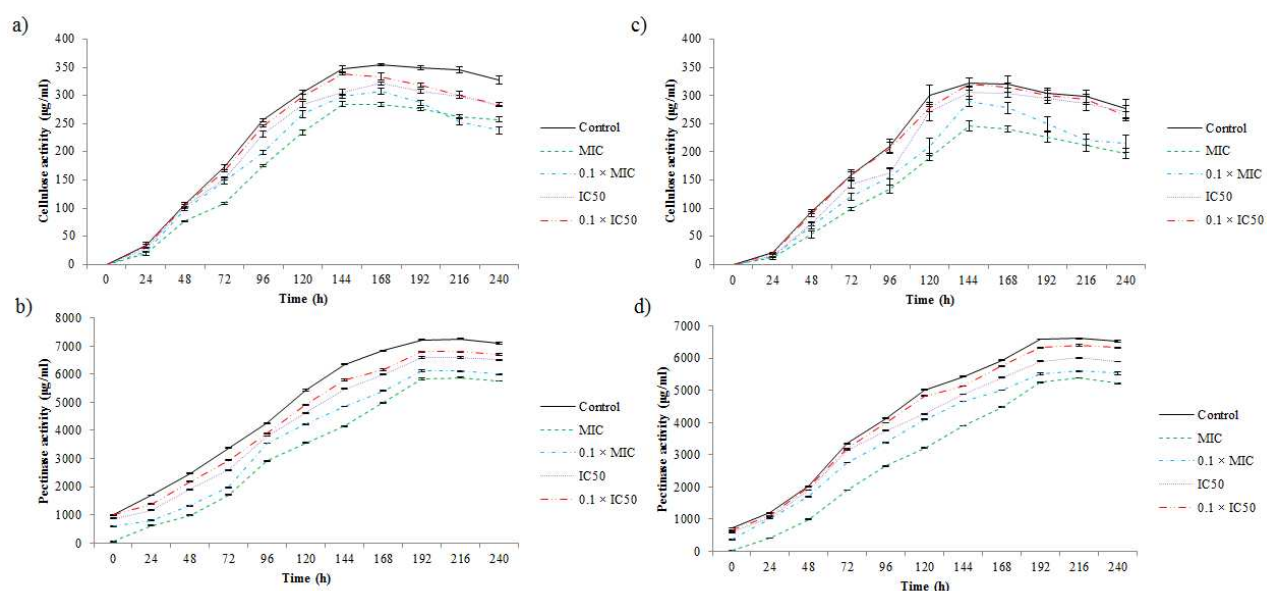 a)
Cellulose activity (µg/ml)
400
350
300
250
200
150
100
50
0
0 24 48 72 96 120 144 168 192 216 240
Time (h)
Control
MIC
0.1 × MIC
IC50
0.1 × IC50
c)
Cellulose activity (µg/ml)
400
350
300
250
200
150
100
50
0
0 24 48 72 96 120 144 168 192 216 240
Time (h)
Control
MIC
0.1 × MIC
IC50
0.1 × IC50
b)
Pectinase activity (µg/ml)
8000
7000
6000
5000
4000
3000
2000
1000
0
0 24 48 72 96 120 144 168 192 216 240
Time (h)
Control
MIC
0.1 × MIC
IC50
0.1 × IC50
d)
Pectinase activity (µg/ml)
7000
6000
5000
4000
3000
2000
1000
0
0 24 48 72 96 120 144 168 192 216 240
Time (h)
Control
MIC
0.1 × MIC
IC50
0.1 × IC50